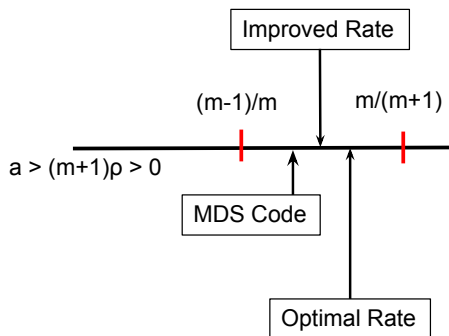 Improved Rate
(m-1)/m
m/(m+1)
a > (m+1)ρ > 0
MDS Code
Optimal Rate